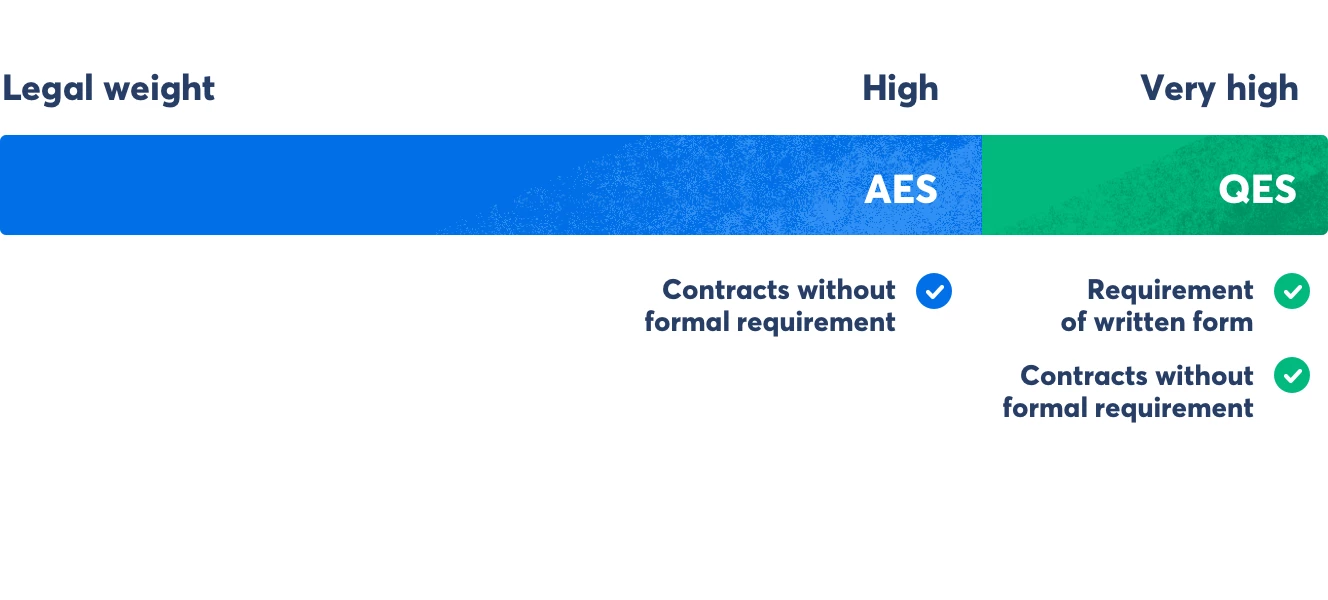 Legal weight
High
Very high
AES
QES
Contracts without
formal requirement
Requirement
of written form
Contracts without
formal requirement